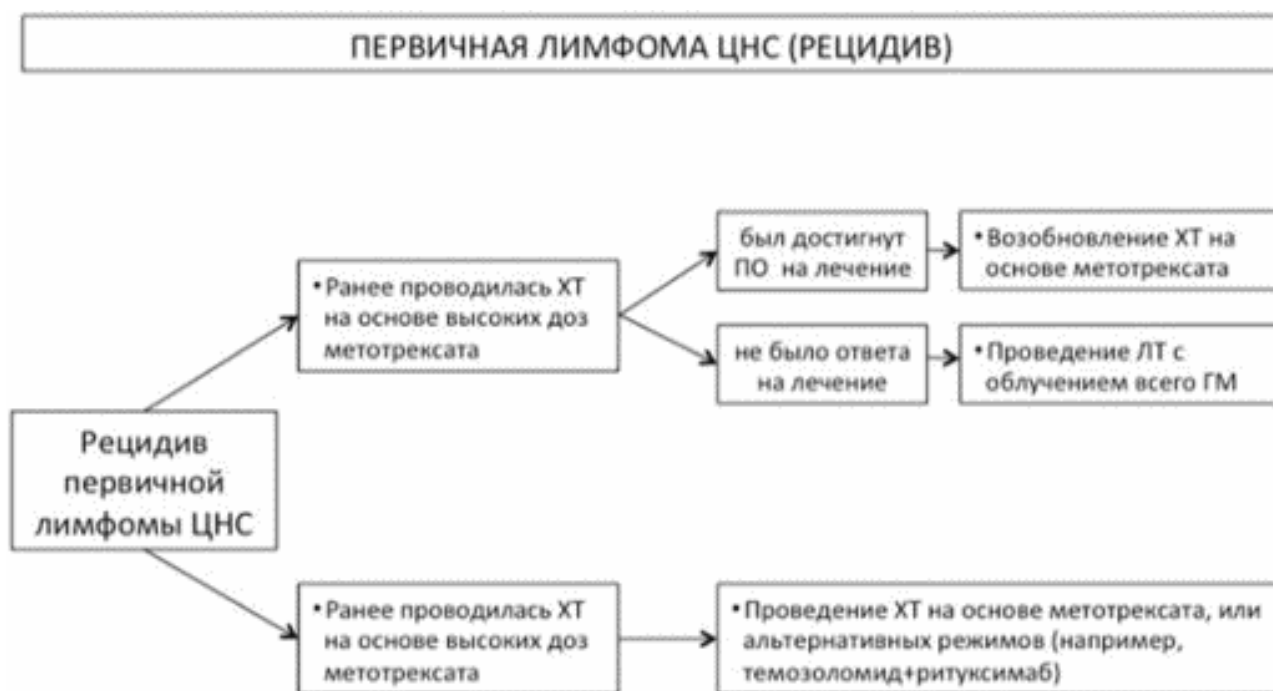 ПЕРВИЧНАЯ ЛИМФОМА ЦНС (РЕЦИДИВ)
был достигнут
ПО на лечение
•Возобновление ХТ на
основе метотрексата
•Ранее проводилась ХТ
на основе высоких доз
метотрексата
не было ответа
на лечение
•Проведение ЛТ с
облучением всего ГМ
Рецидив
первичной
лимфомы ЦНС
•Ранее проводилась ХТ
на основе высоких доз
метотрексата
•Проведение ХТ на основе метотрексата, или
альтернативных режимов (например,
темозоломид+ритуксимаб)